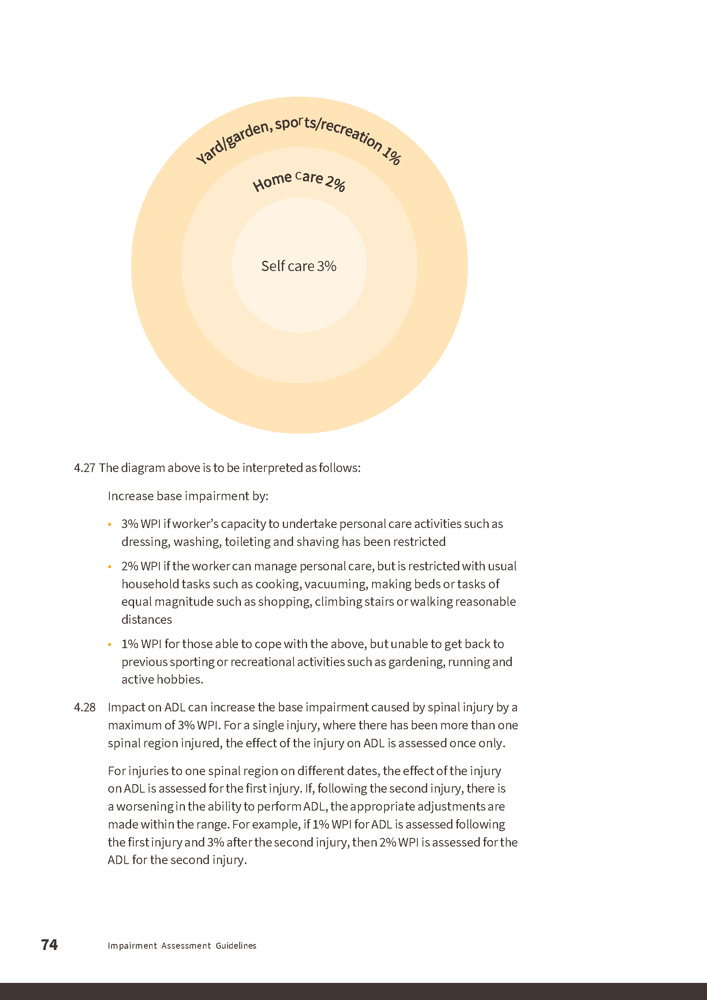 Yard/garden, sports/recreation 1%
Home Care 2%
Self care 3%
4.27 The diagram above is to be interpreted as follows:
Increase base impairment by:
• 3% WPI if worker’s capacity to undertake personal care activities such as
dressing, washing, toileting and shaving has been restricted
• 2% WPI if the worker can manage personal care, but is restricted with usual
household tasks such as cooking, vacuuming, making beds or tasks of
equal magnitude such as shopping, climbing stairs or walking reasonable
distances
• 1% WPI for those able to cope with the above, but unable to get back to
previous sporting or recreational activities such as gardening, running and
active hobbies.
4.28 Impact on ADL can increase the base impairment caused by spinal injury by a
maximum of 3% WPI. For a single injury, where there has been more than one
spinal region injured, the effect of the injury on ADL is assessed once only.
For injuries to one spinal region on different dates, the effect of the injury
on ADL is assessed for the first injury. If, following the second injury, there is
a worsening in the ability to perform ADL, the appropriate adjustments are
made within the range. For example, if 1% WPI for ADL is assessed following
the first injury and 3% after the second injury, then 2% WPI is assessed for the
ADL for the second injury.
74 Impairment Assessment Guidelines